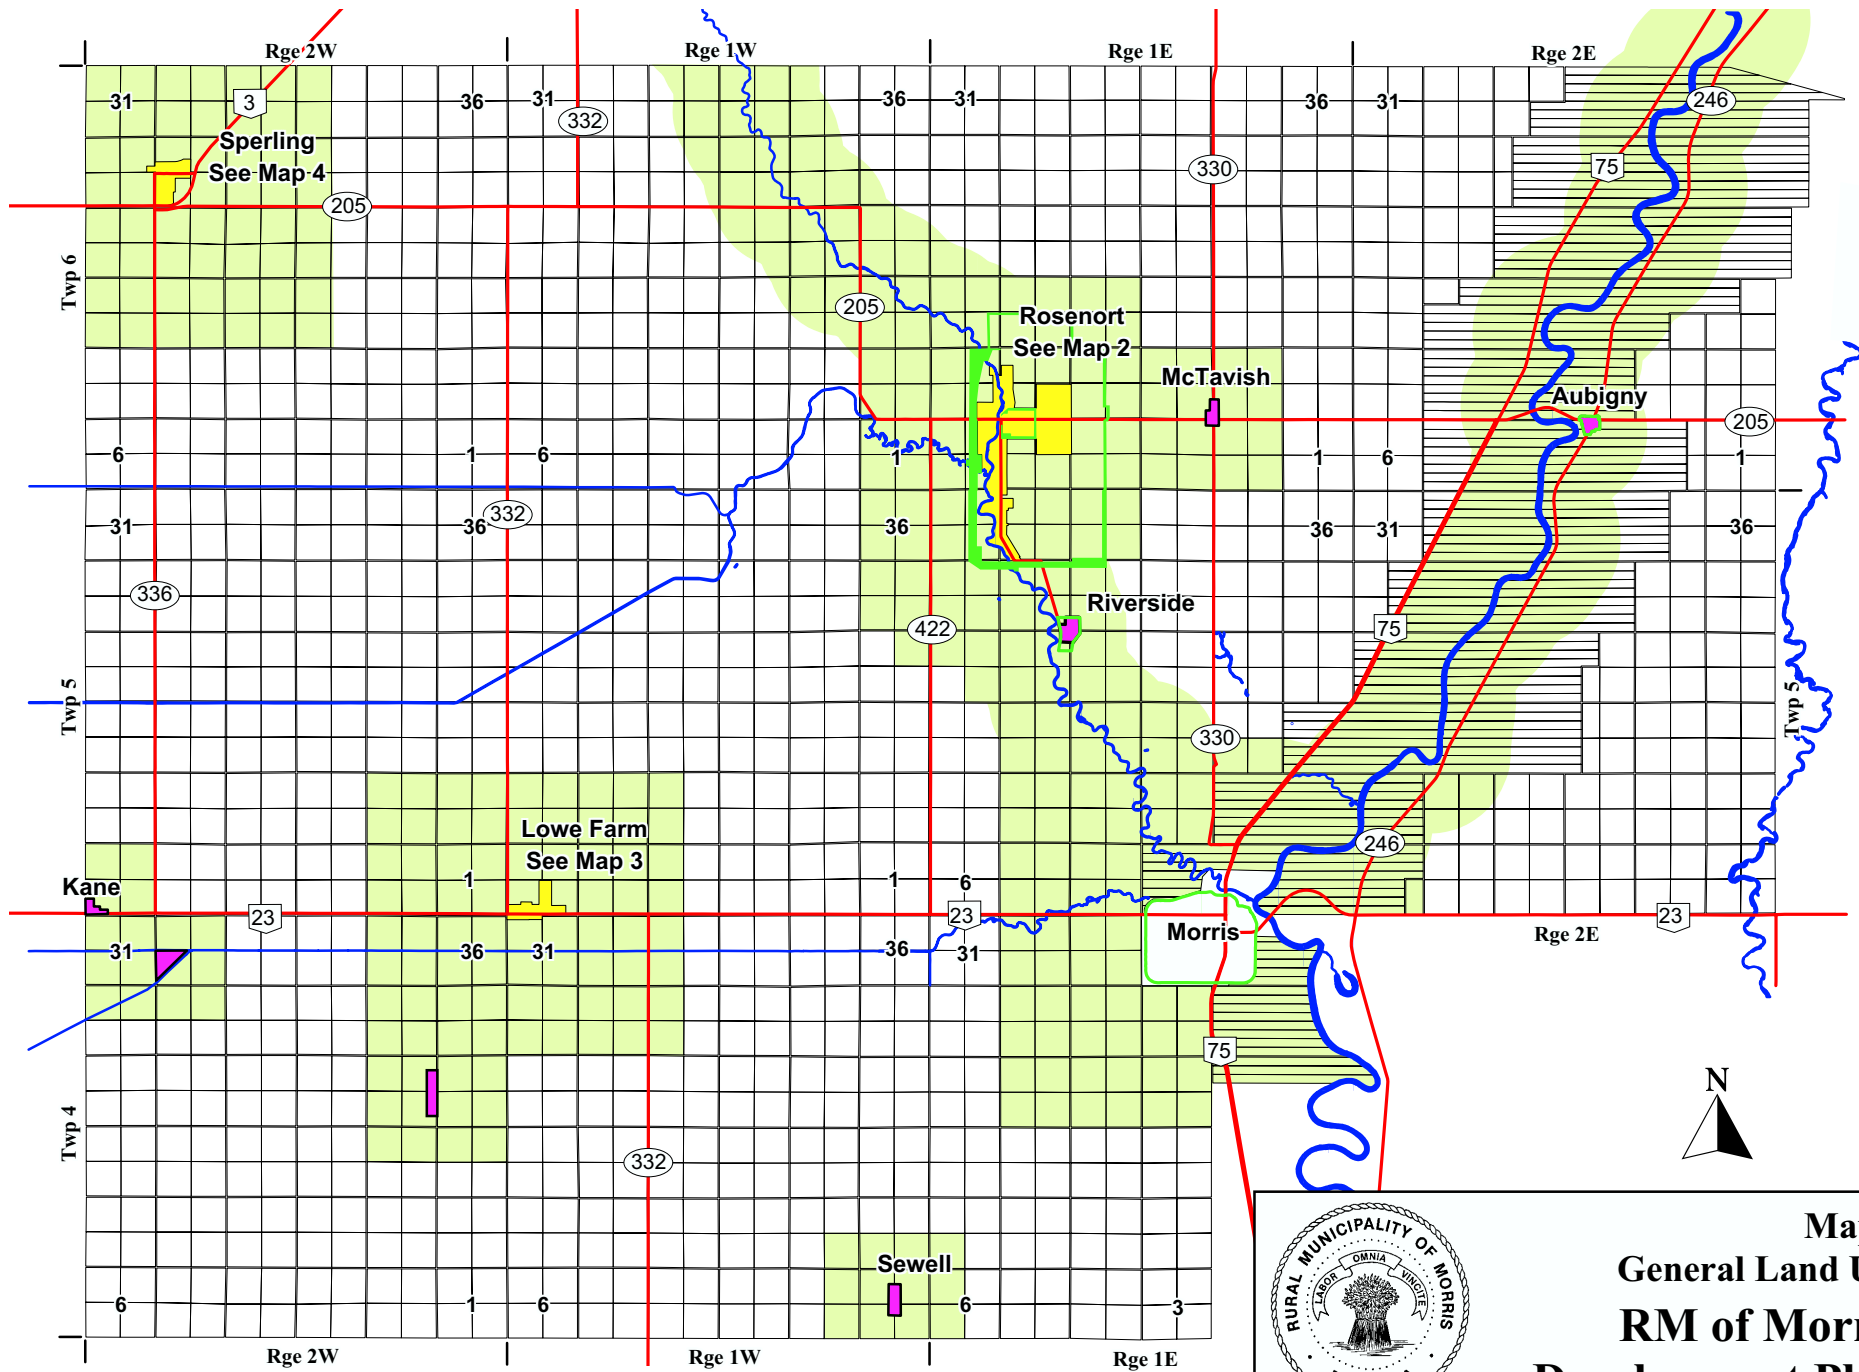 Rge 2W
Rge 1W
Rge 1E
Rge 2E
31
3
36
31
332
36
31
36
31
246
Sperling
See Map 4
330
75
205
Twp 6
205
Rosenort
See Map 2
McTavish
Aubigny
205
6
1
6
1
1
6
1
31
36
332
36
36
31
36
336
Riverside
422
75
Twp 5
Twp 5
330
Lowe Farm
See Map 3
246
Kane
1
1
6
23
23
23
Morris
Rge 2E
31
36
31
36
31
75
N
Twp 4
332
Sewell
6
1
6
6
3
Rge 2W
Rge 1W
Rge 1E
RURAL MUNICIPALITY OF MORRIS
LABOR OMNIA VINCITE
Ma
General Land U
RM of Morr